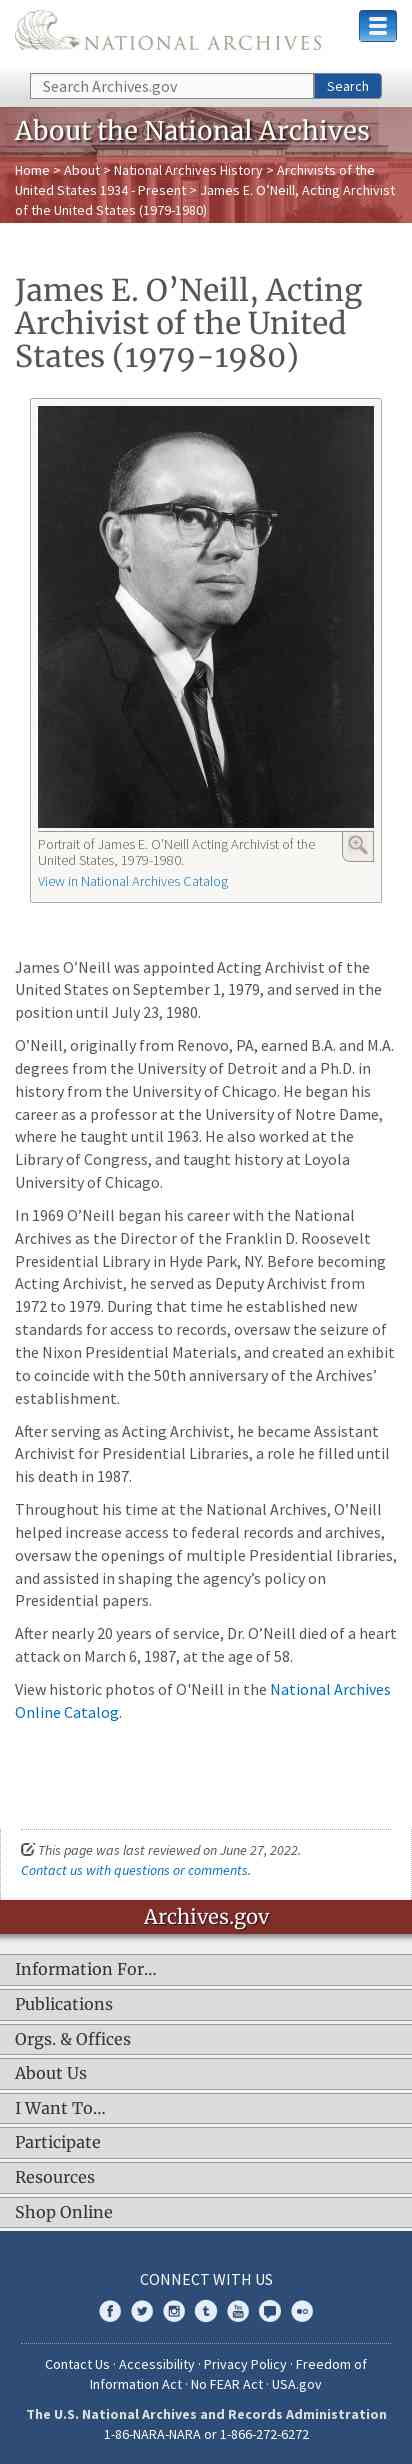 NATIONAL ARCHIVES
Search Archives.gov
Search
About the National Archives
Home > About > National Archives History > Archivists of the
United States 1934 - Present > James E. O’Neill, Acting Archivist
of the United States (1979-1980)
James E. O’Neill, Acting
Archivist of the United
States (1979-1980)
Portrait of James E. O’Neill Acting Archivist of the
United States, 1979-1980.
View in National Archives Catalog
James O’Neill was appointed Acting Archivist of the
United States on September 1, 1979, and served in the
position until July 23, 1980.
O’Neill, originally from Renovo, PA, earned B.A. and M.A.
degrees from the University of Detroit and a Ph.D. in
history from the University of Chicago. He began his
career as a professor at the University of Notre Dame,
where he taught until 1963. He also worked at the
Library of Congress, and taught history at Loyola
University of Chicago.
In 1969 O’Neill began his career with the National
Archives as the Director of the Franklin D. Roosevelt
Presidential Library in Hyde Park, NY. Before becoming
Acting Archivist, he served as Deputy Archivist from
1972 to 1979. During that time he established new
standards for access to records, oversaw the seizure of
the Nixon Presidential Materials, and created an exhibit
to coincide with the 50th anniversary of the Archives’
establishment.
After serving as Acting Archivist, he became Assistant
Archivist for Presidential Libraries, a role he filled until
his death in 1987.
Throughout his time at the National Archives, O’Neill
helped increase access to federal records and archives,
oversaw the openings of multiple Presidential libraries,
and assisted in shaping the agency’s policy on
Presidential papers.
After nearly 20 years of service, Dr. O’Neill died of a heart
attack on March 6, 1987, at the age of 58.
View historic photos of O'Neill in the National Archives
Online Catalog.
This page was last reviewed on June 27, 2022.
Contact us with questions or comments.
Archives.gov
Information For…
Publications
Orgs. & Offices
About Us
I Want To…
Participate
Resources
Shop Online
CONNECT WITH US
Contact Us · Accessibility · Privacy Policy · Freedom of
Information Act · No FEAR Act · USA.gov
The U.S. National Archives and Records Administration
1-86-NARA-NARA or 1-866-272-6272